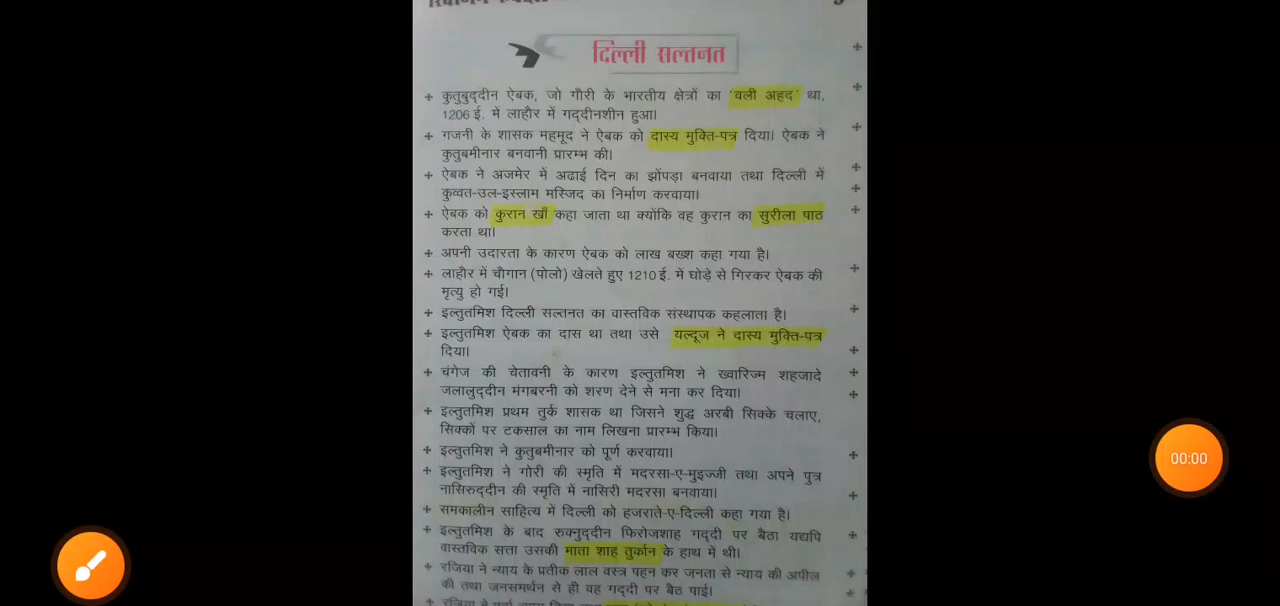 दिल्ली सल्तनत
+ कुतुबुद्दीन ऐबक, जो गौरी के भारतीय क्षेत्रों का 'वली अहद' था,
1206 ई. में लाहौर में गद्दीनशीन हुआ।
+ गजनी के शासक महमूद ने ऐबक को दास्य मुक्ति-पत्र दिया। ऐबक ने
कुतुबमीनार बनवानी प्रारम्भ की।
+ ऐबक ने अजमेर में अढाई दिन का झोंपड़ा बनवाया तथा दिल्ली में
कुव्वत-उल-इस्लाम मस्जिद का निर्माण करवाया।
+ ऐबक को कुरान खाँ कहा जाता था क्योंकि वह कुरान का सुरीला पाठ
करता था।
+ अपनी उदारता के कारण ऐबक को लाख बख्श कहा गया है।
+ लाहौर में चौगान (पोलो) खेलते हुए 1210 ई. में घोड़े से गिरकर ऐबक की
मृत्यु हो गई।
+ इल्तुतमिश दिल्ली सल्तनत का वास्तविक संस्थापक कहलाता है।
+ इल्तुतमिश ऐबक का दास था तथा उसे यल्दूज ने दास्य मुक्ति-पत्र
दिया।
+ चंगेज की चेतावनी के कारण इल्तुतमिश ने ख्वारिज्म शहजादे
जलालुद्दीन मंगबरनी को शरण देने से मना कर दिया।
+ इल्तुतमिश प्रथम तुर्क शासक था जिसने शुद्ध अरबी सिक्के चलाए,
सिक्कों पर टकसाल का नाम लिखना प्रारम्भ किया।
+ इल्तुतमिश ने कुतुबमीनार को पूर्ण करवाया।
+ इल्तुतमिश ने गोरी की स्मृति में मदरसा-ए-मुइज्जी तथा अपने पुत्र
नासिरुद्दीन की स्मृति में नासिरी मदरसा बनवाया।
+ समकालीन साहित्य में दिल्ली को हजराते-ए-दिल्ली कहा गया है।
+ इल्तुतमिश के बाद रुक्नुद्दीन फिरोजशाह गद्दी पर बैठा यद्यपि
वास्तविक सत्ता उसकी माता शाह तुर्कान के हाथ में थी।
+ रजिया ने न्याय के प्रतीक लाल वस्त्र पहन कर जनता से न्याय की अपील
की तथा जनसमर्थन से ही वह गद्दी पर बैठ पाई।
00:00